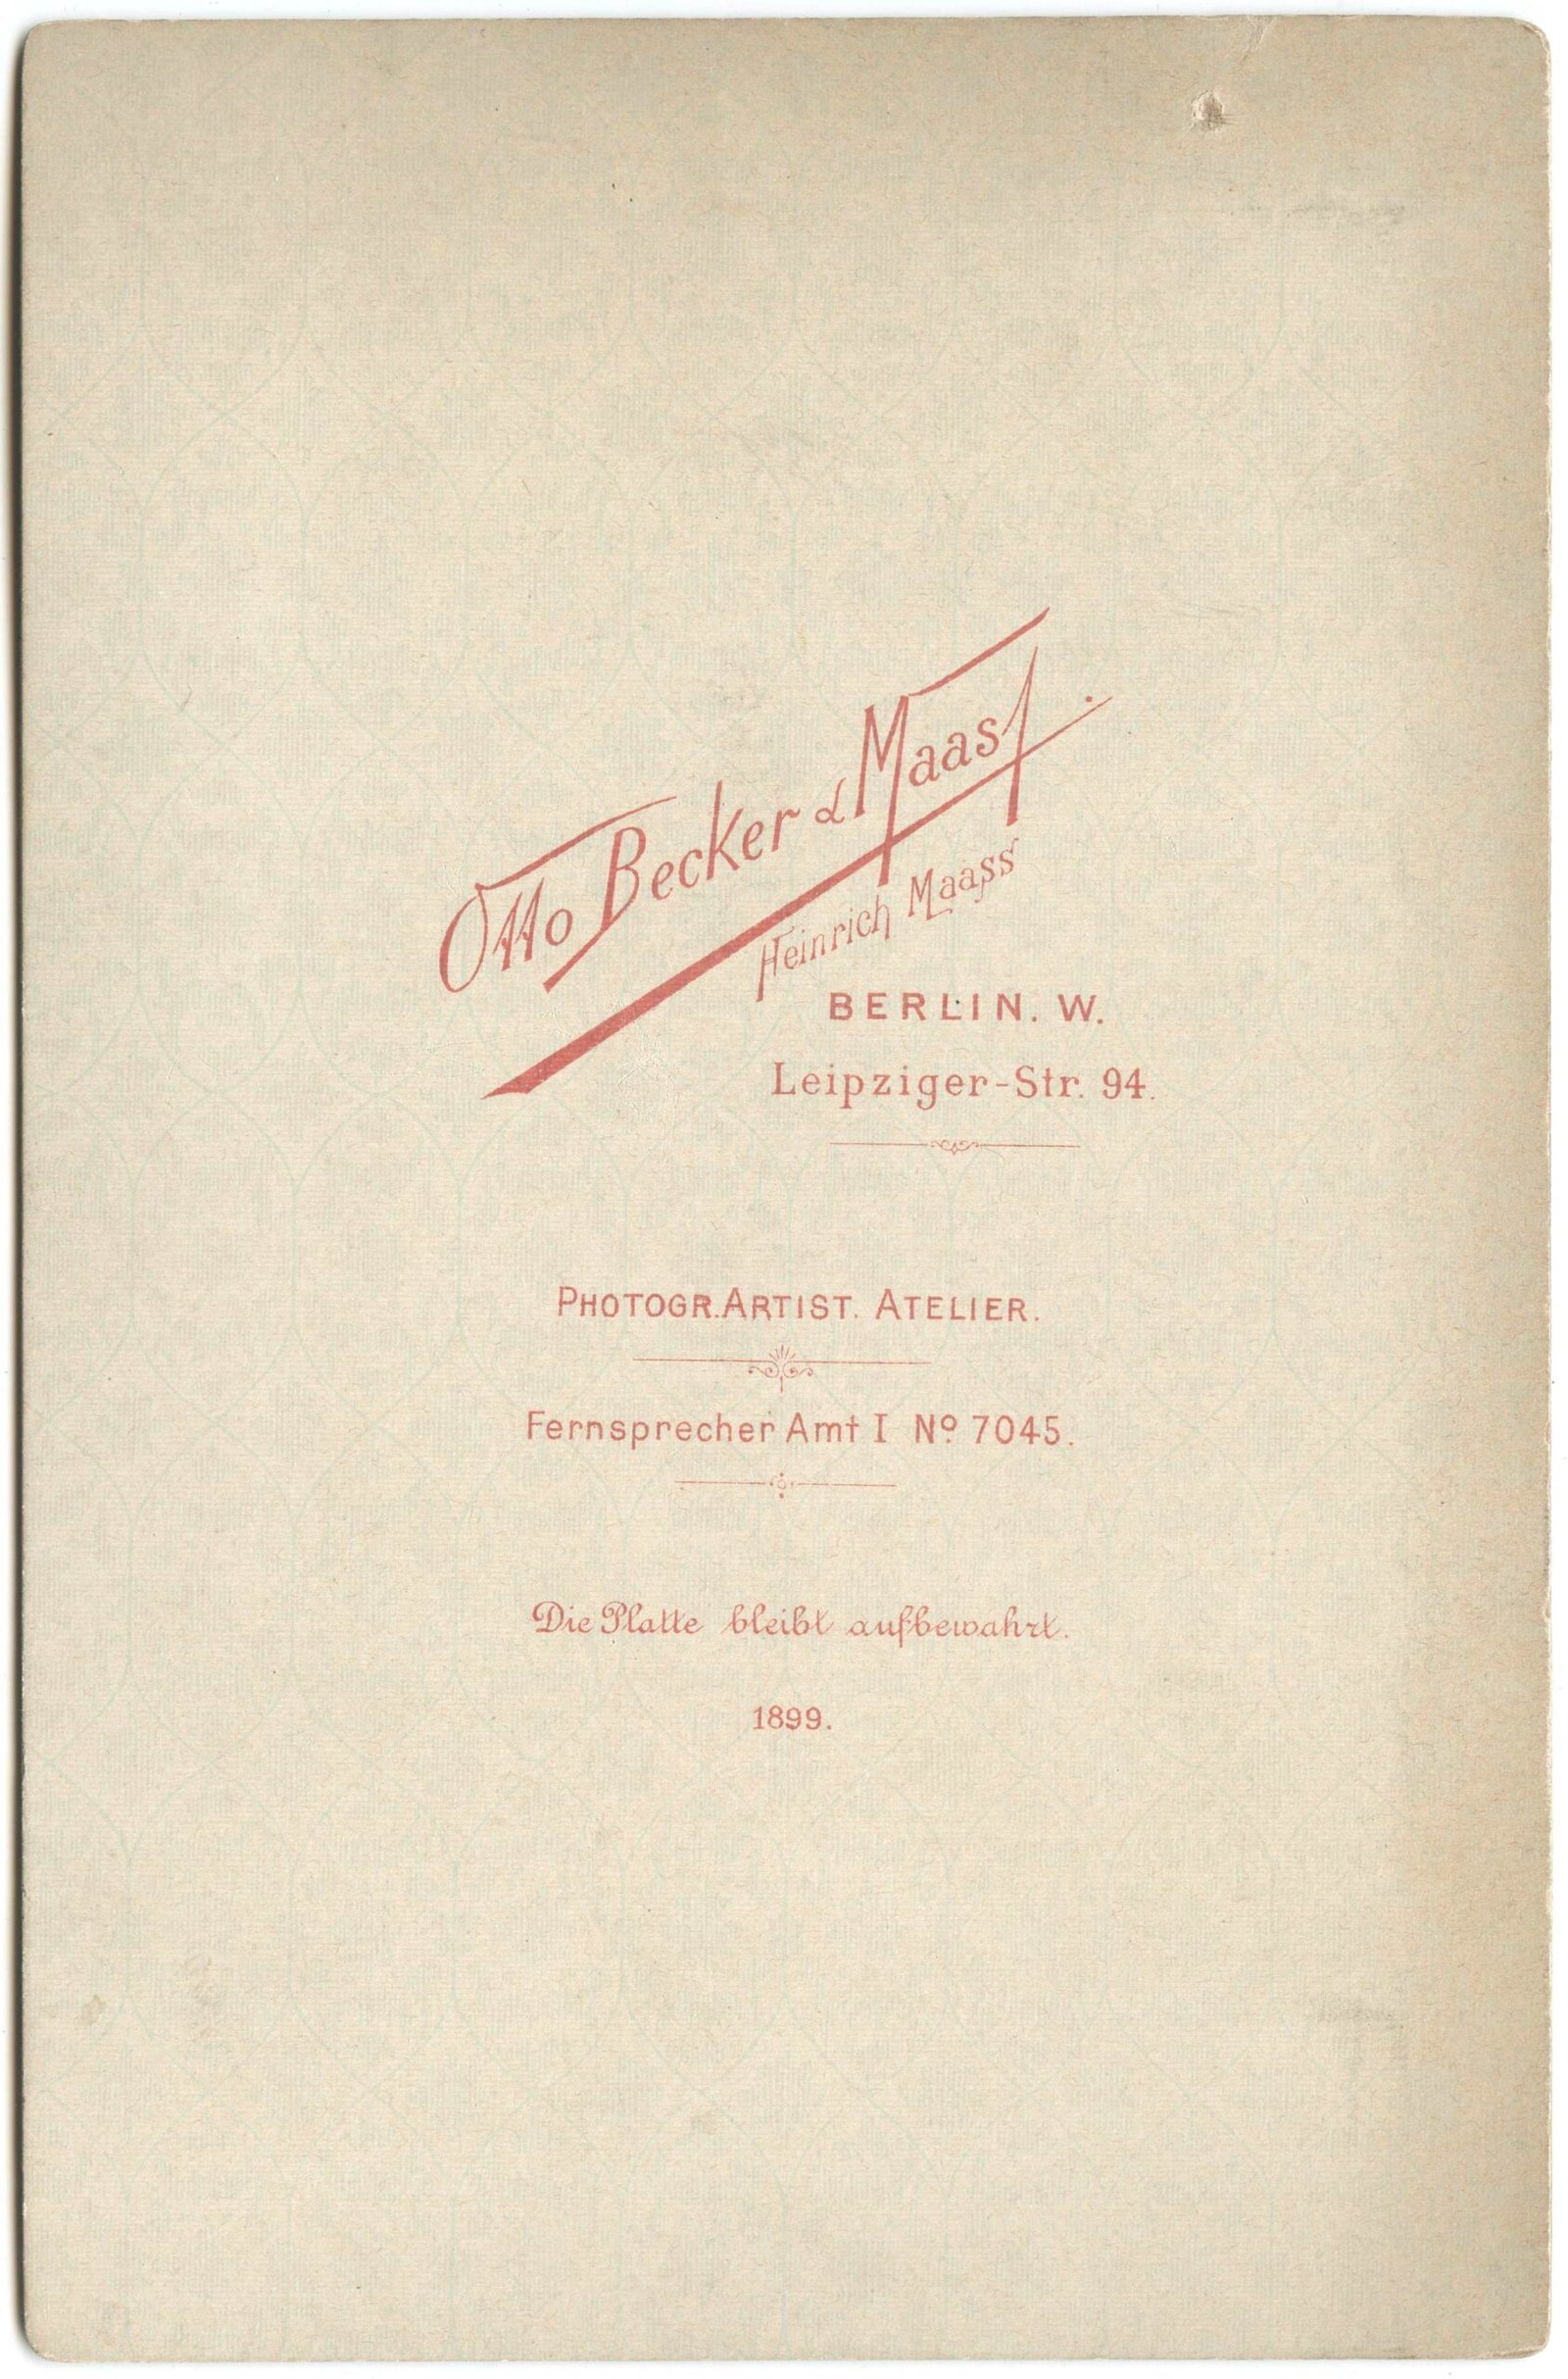 Otto Becker & Maass.
Heinrich Maass
BERLIN. W.
Leipziger-Str. 94.
PHOTOGR. ARTIST. ATELIER.
Fernsprecher Amt I Nº 7045.
Die Platte bleibt aufbewahrt.
1899.